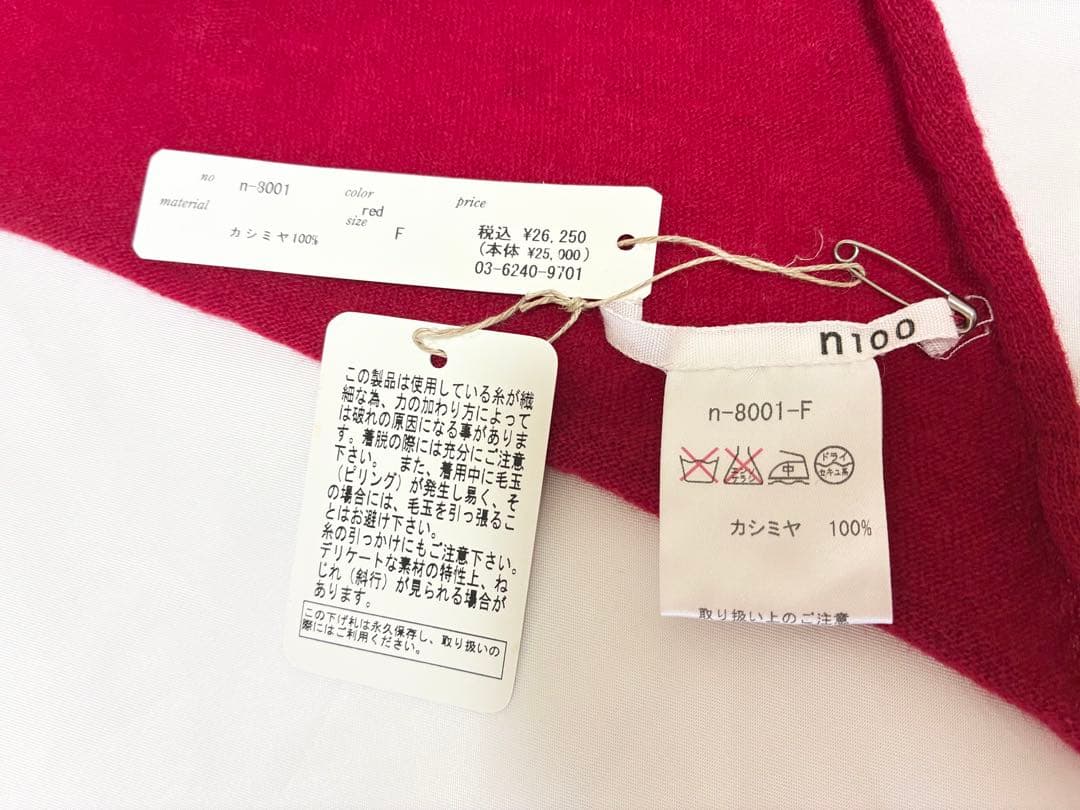 no n-8001 color red price
material カシミヤ100% size F
税込 ¥26,250
(本体 ¥25,000)
03-6240-9701
この製品は使用している糸が繊
細な為、力の加わり方によって
は破れの原因になる事がありま
す。着脱の際には充分にご注意
下さい。 また、着用中に毛玉
(ピリング)が発生し易く、そ
の場合には、毛玉を引っ張るこ
とはお避け下さい。
糸の引っかけにもご注意下さい。
デリケートな素材の特性上、ね
じれ(斜行)が見られる場合が
あります。
この下げ札は永久保存し、取り扱いの
際にはご利用ください。
n100
n-8001-F
エンソ サラシ 中 ドライ セキユ系
カシミヤ 100%
取り扱い上のご注意